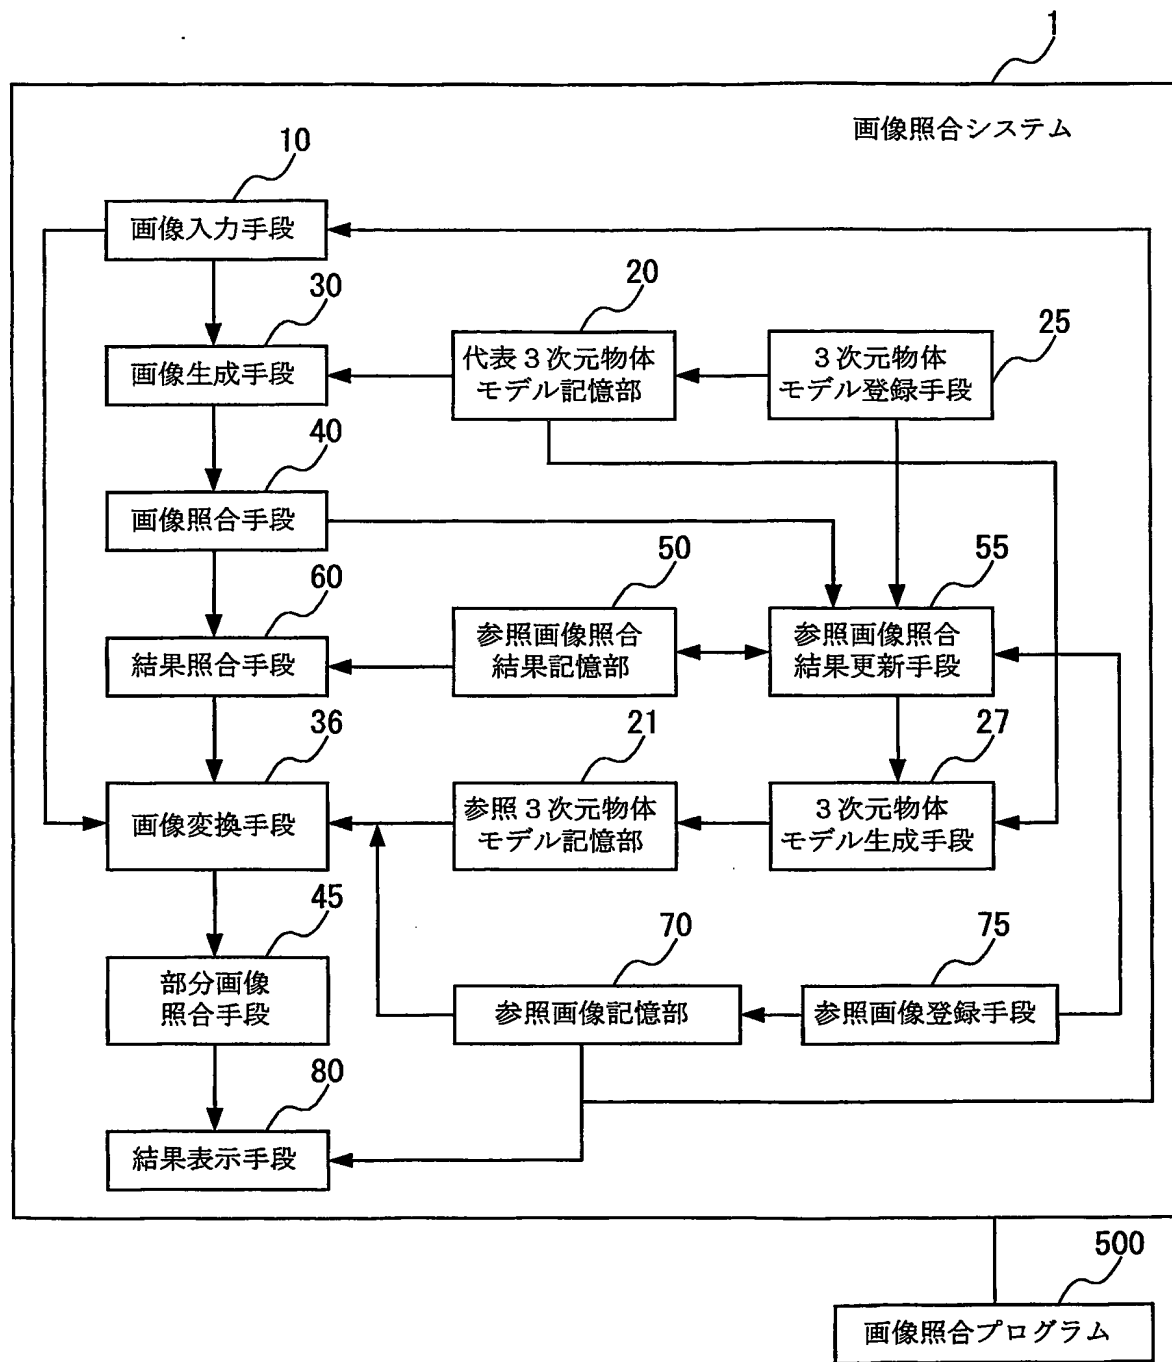 1
画像照合システム
10
画像入力手段
30
画像生成手段
20
代表３次元物体
モデル記憶部
25
３次元物体
モデル登録手段
40
画像照合手段
60
結果照合手段
50
参照画像照合
結果記憶部
55
参照画像照合
結果更新手段
36
画像変換手段
21
参照３次元物体
モデル記憶部
27
３次元物体
モデル生成手段
45
部分画像
照合手段
70
参照画像記憶部
75
参照画像登録手段
80
結果表示手段
500
画像照合プログラム